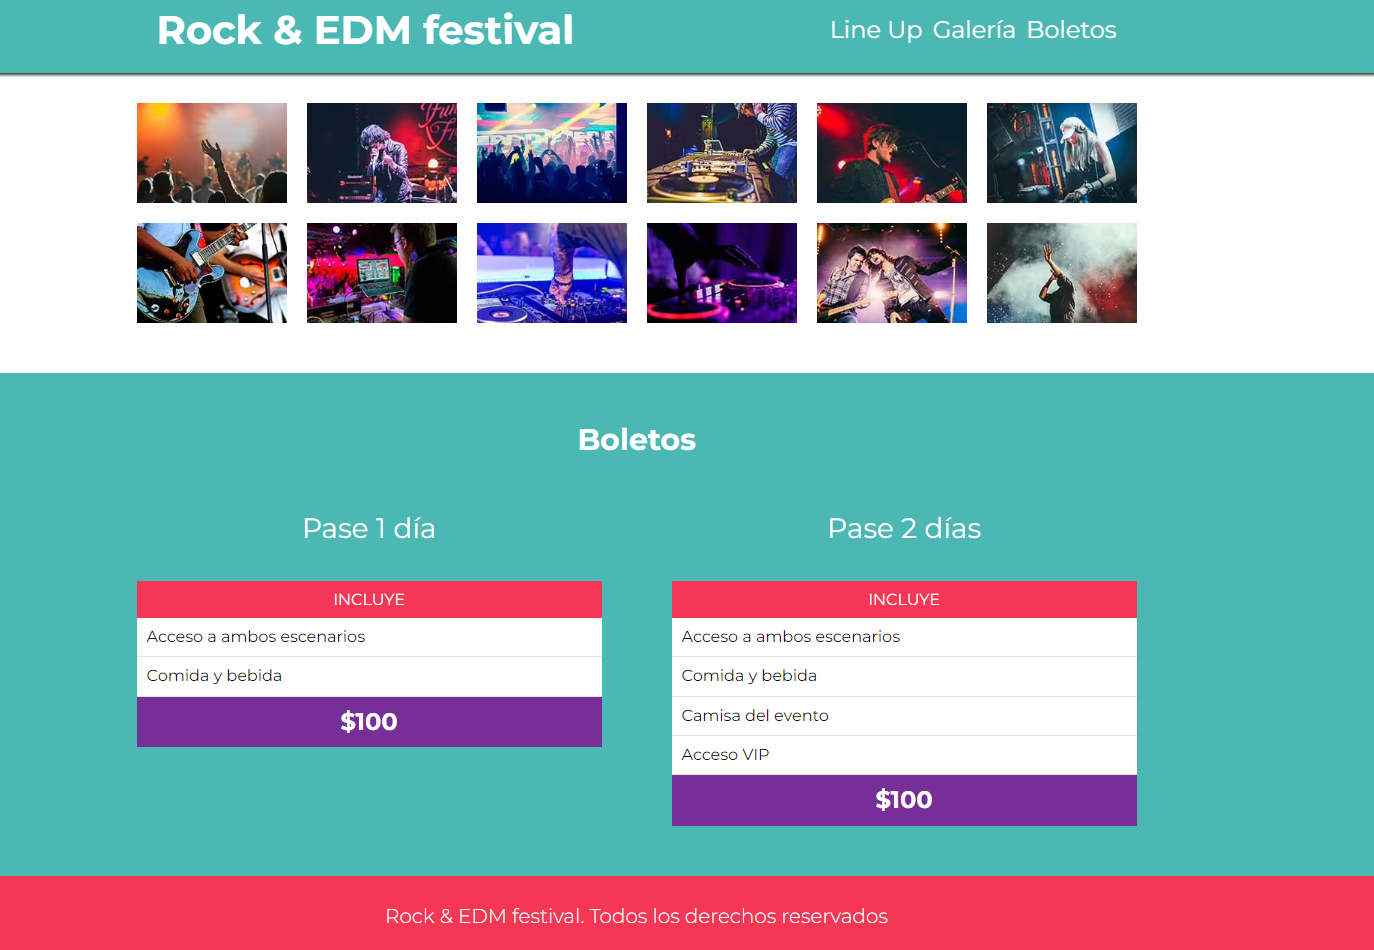 Rock & EDM festival
Line Up Galería Boletos
Boletos
Pase 1 día
INCLUYE
Acceso a ambos escenarios
Comida y bebida
$100
Pase 2 días
INCLUYE
Acceso a ambos escenarios
Comida y bebida
Camisa del evento
Acceso VIP
$100
Rock & EDM festival. Todos los derechos reservados